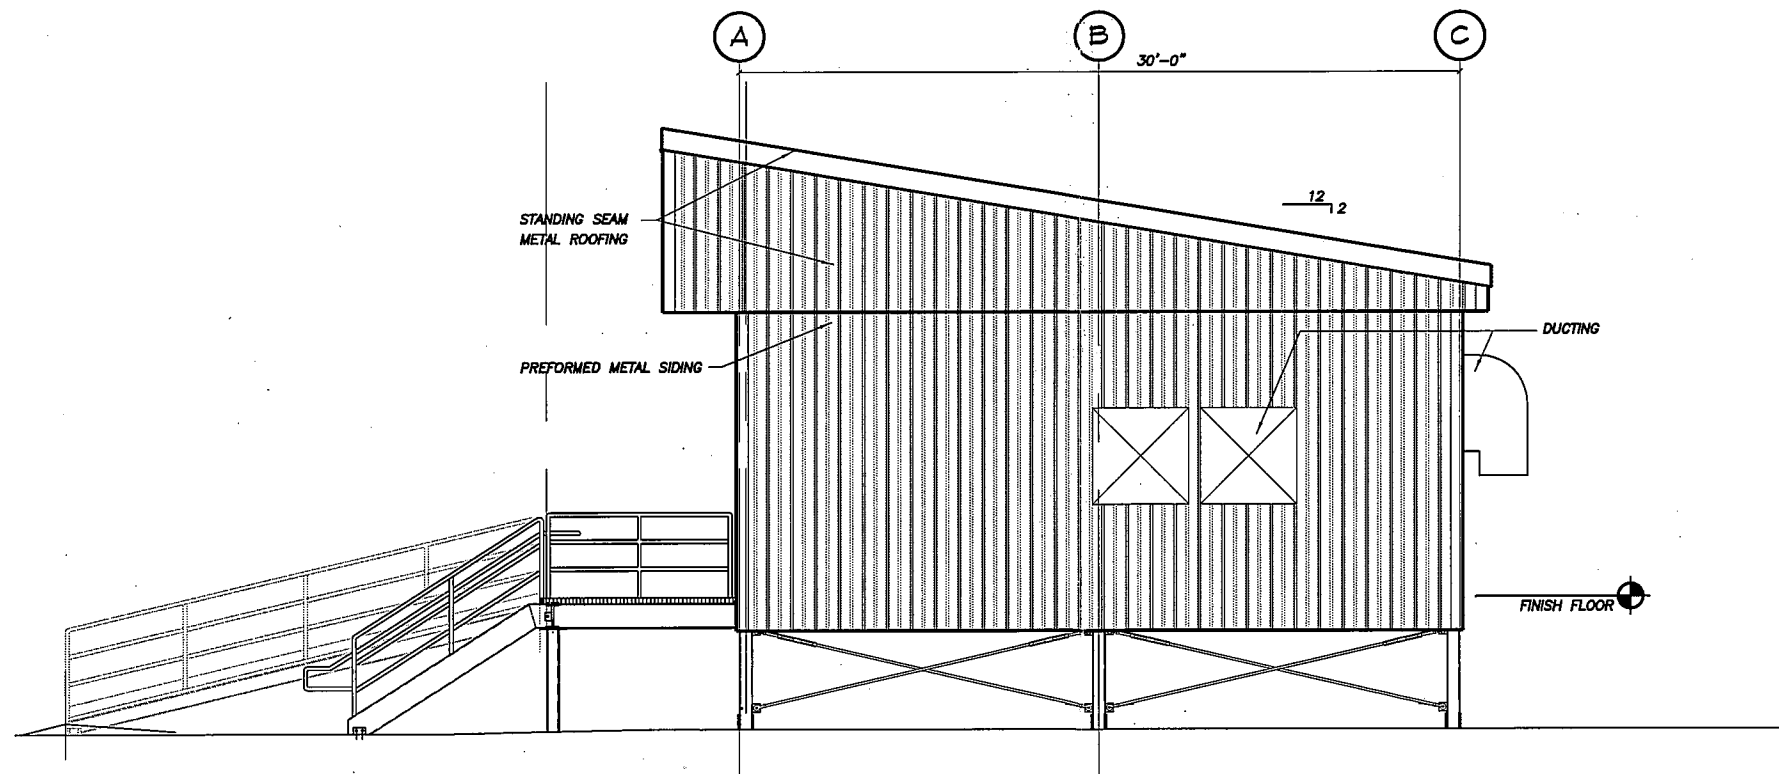 A
B
C
30'-0"
12
2
STANDING SEAM
METAL ROOFING
DUCTING
PREFORMED METAL SIDING
FINISH FLOOR